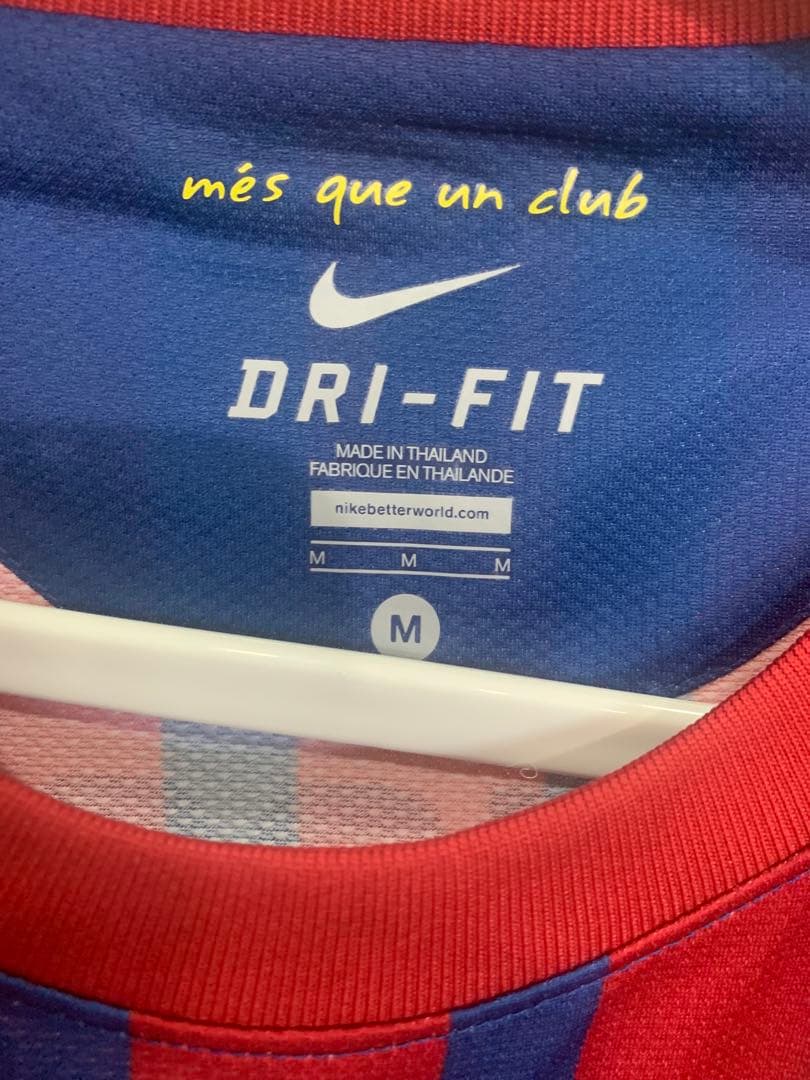 més que un club
DRI-FIT
MADE IN THAILAND
FABRIQUE EN THAILANDE
nikebetterworld.com
M M M
M